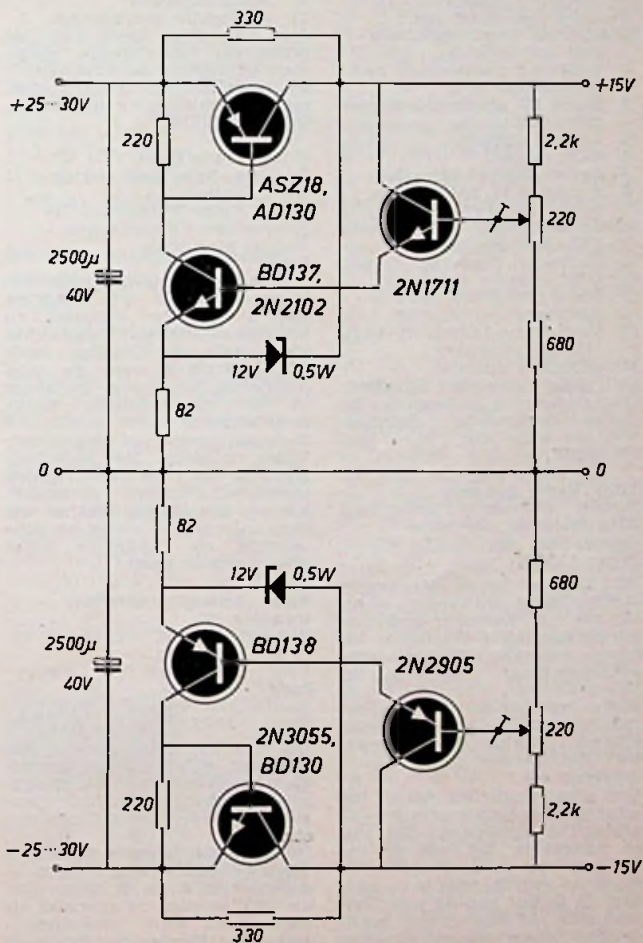 330
+25···30V
+15V
220
2,2k
ASZ18,
AD130
220
2500µ
40V
BD137,
2N2102
2N1711
12V 0,5W
680
82
0
0
82
12V 0,5W
680
2500µ
40V
BD138
2N2905
2N3055,
BD130
220
220
2,2k
−25···30V
−15V
330